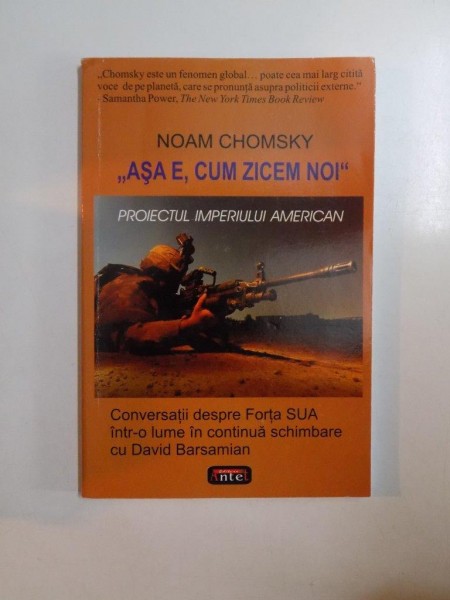 „Chomsky este un fenomen global... poate cea mai larg citită
voce de pe planetă, care se pronunță asupra politicii externe.“
- Samantha Power, The New York Times Book Review
NOAM CHOMSKY
„AŞA E, CUM ZICEM NOI“
PROIECTUL IMPERIULUI AMERICAN
Conversații despre Forța SUA
într-o lume în continuă schimbare
cu David Barsamian
Antet